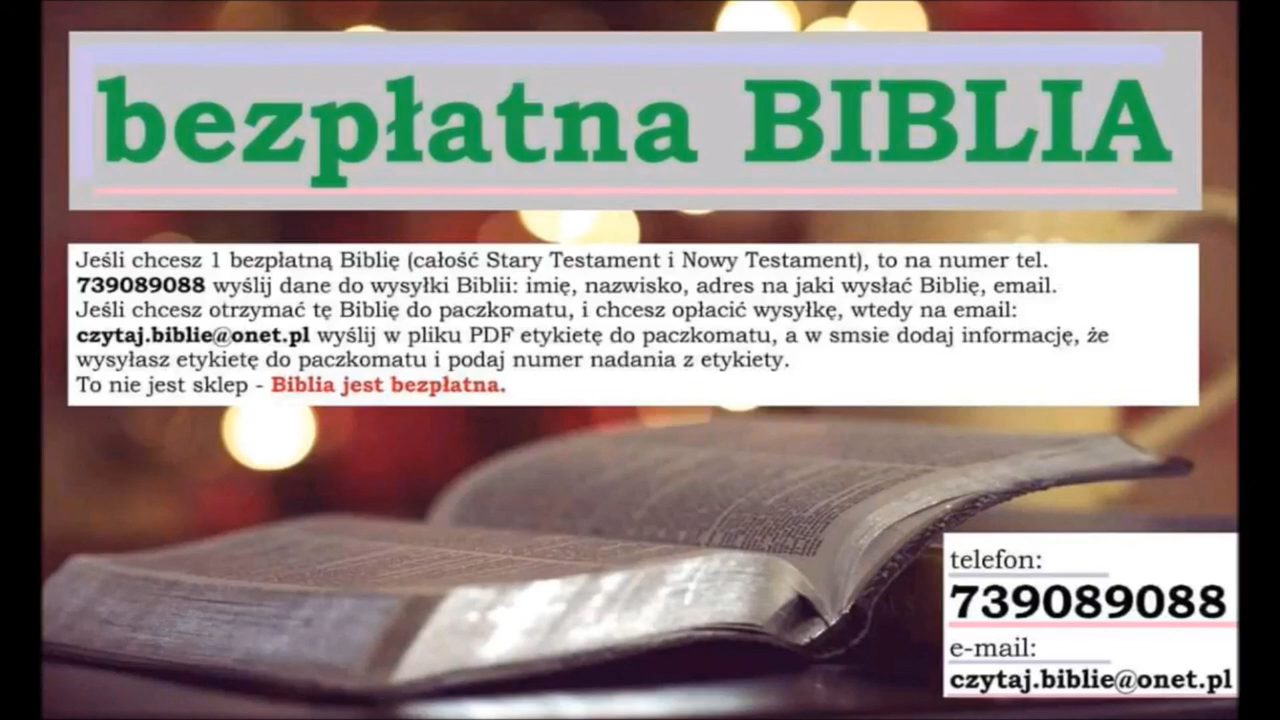 bezpłatna BIBLIA
Jeśli chcesz 1 bezpłatną Biblię (całość Stary Testament i Nowy Testament), to na numer tel.
739089088 wyślij dane do wysyłki Biblii: imię, nazwisko, adres na jaki wysłać Biblię, email.
Jeśli chcesz otrzymać tę Biblię do paczkomatu, i chcesz opłacić wysyłkę, wtedy na email:
czytaj.biblie@onet.pl wyślij w pliku PDF etykietę do paczkomatu, a w smsie dodaj informację, że
wysyłasz etykietę do paczkomatu i podaj numer nadania z etykiety.
To nie jest sklep - Biblia jest bezpłatna.
telefon:
739089088
e-mail:
czytaj.biblie@onet.pl